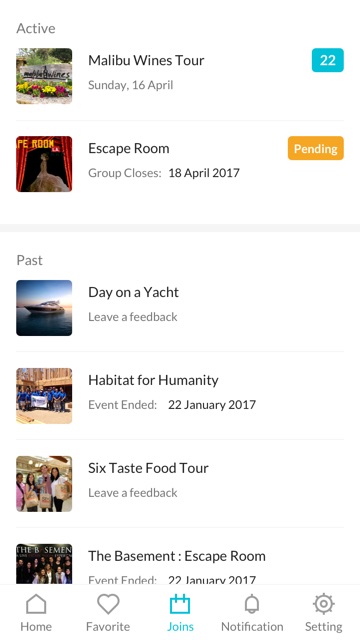 Active
Malibu Wines Tour
22
Sunday, 16 April
malibu wines
Escape Room
Pending
Group Closes: 18 April 2017
Past
Day on a Yacht
Leave a feedback
Habitat for Humanity
Event Ended: 22 January 2017
Six Taste Food Tour
Leave a feedback
The Basement : Escape Room
Event Ended: 22 January 2017
Home
Favorite
Joins
Notification
Setting